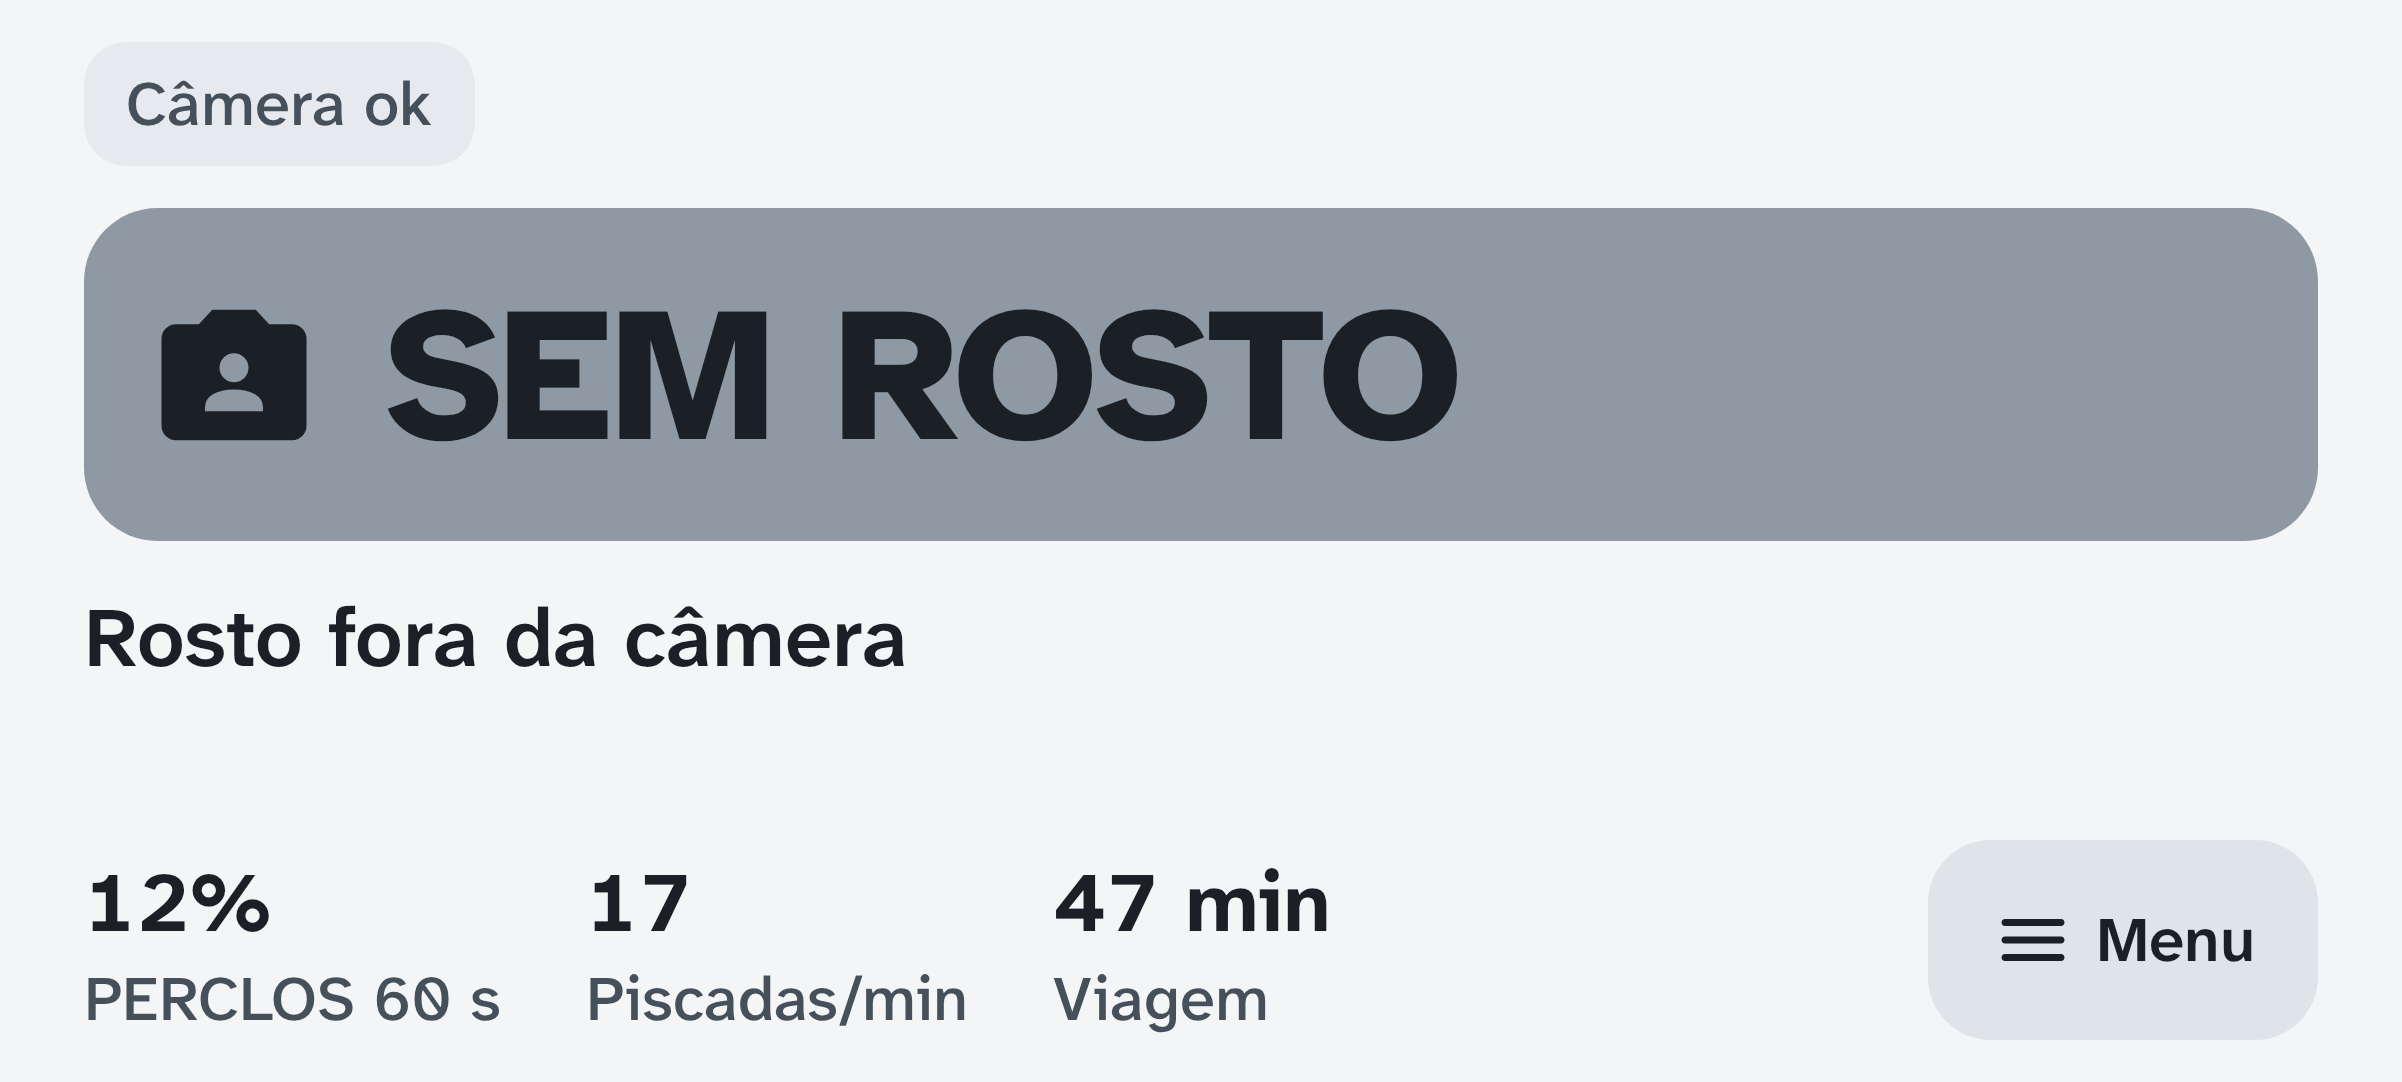 Câmera ok
SEM ROSTO
Rosto fora da câmera
12%
PERCLOS 60 s
17
Piscadas/min
47 min
Viagem
Menu